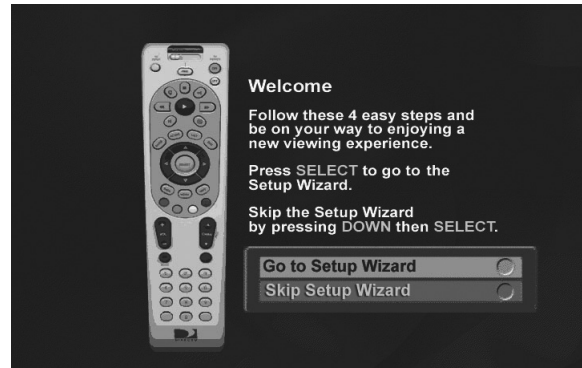 Welcome
Follow these 4 easy steps and
be on your way to enjoying a
new viewing experience.
Press SELECT to go to the
Setup Wizard.
Skip the Setup Wizard
by pressing DOWN then SELECT.
Go to Setup Wizard
Skip Setup Wizard